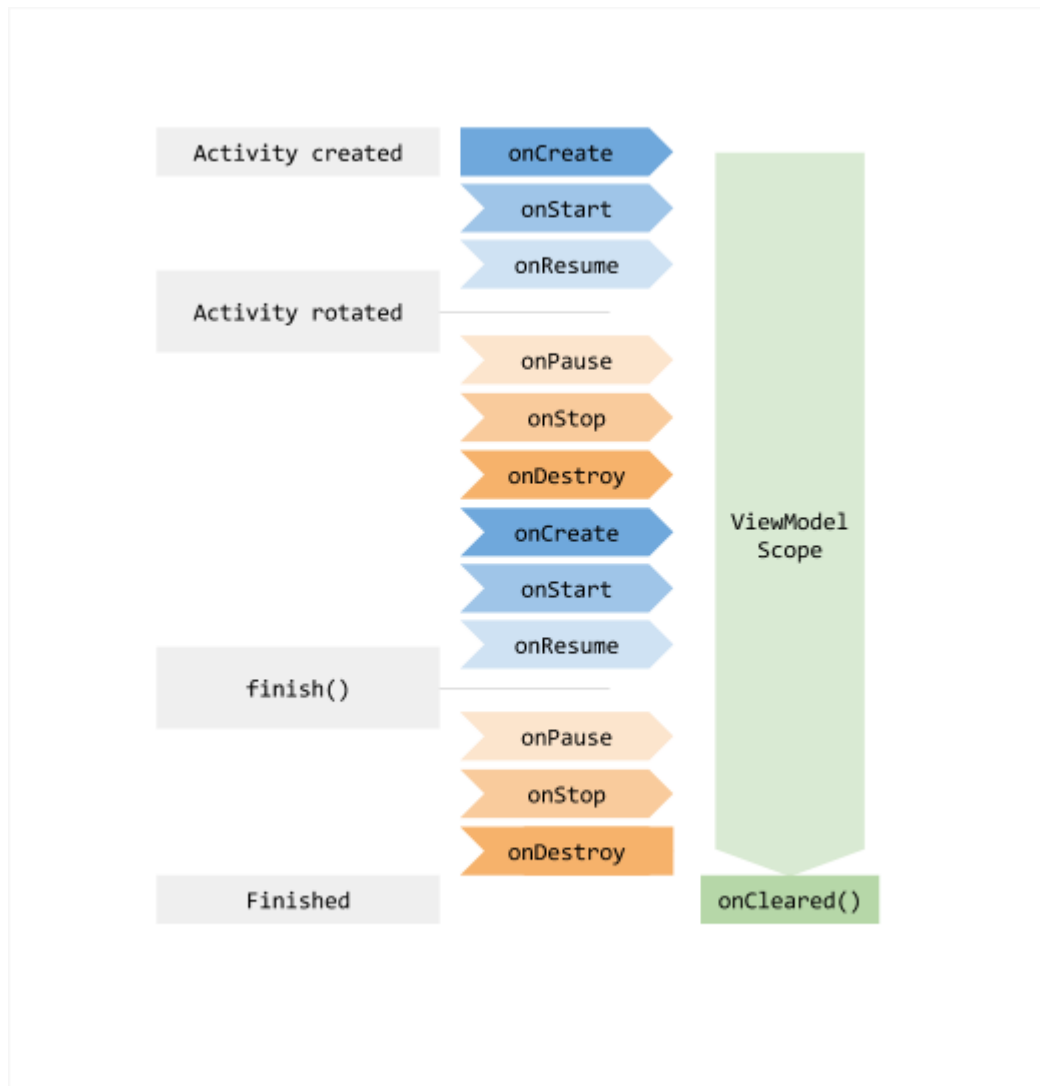 Activity created
onCreate
onStart
onResume
Activity rotated
onPause
onStop
onDestroy
onCreate
onStart
onResume
finish()
onPause
onStop
onDestroy
Finished
ViewModel
Scope
onCleared()